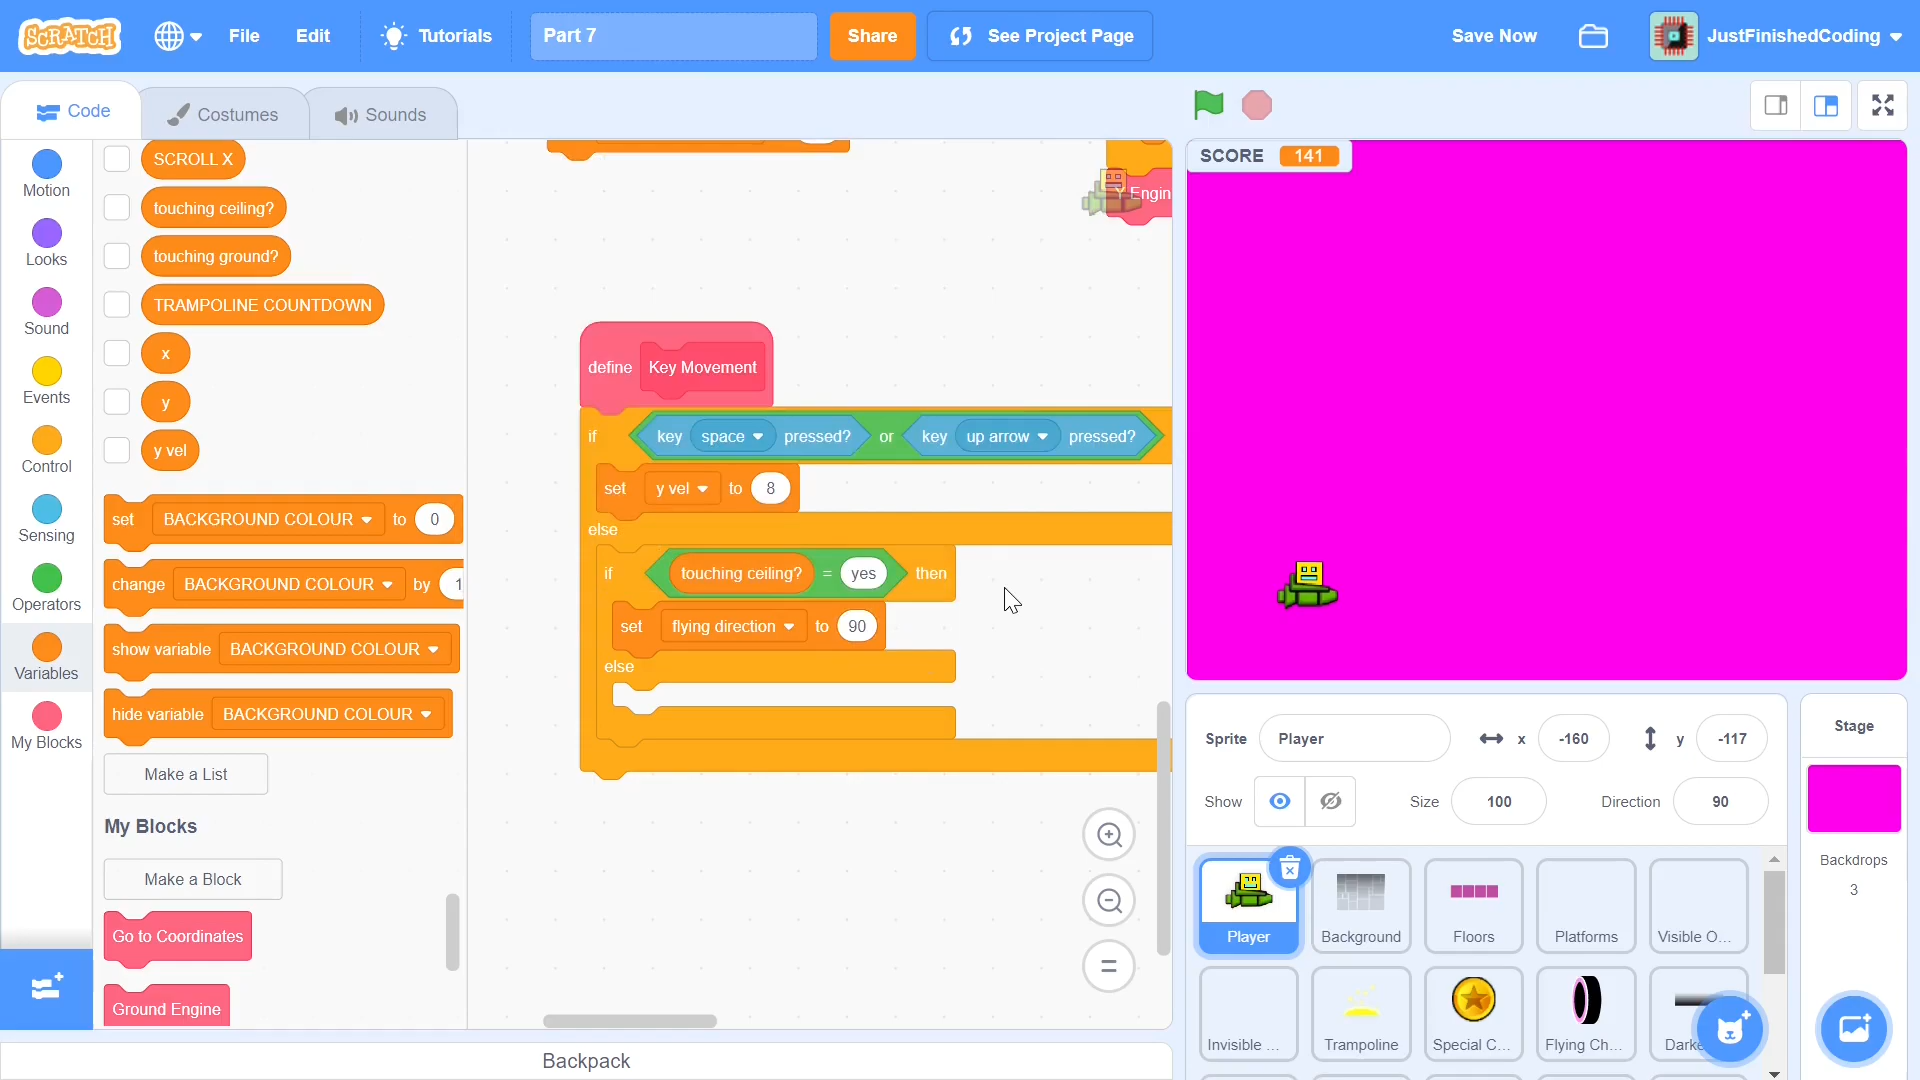 SCRATCH
File
Edit
Tutorials
Part 7
Share
See Project Page
Save Now
JustFinishedCoding
Code
Costumes
Sounds
Motion
Looks
Sound
Events
Control
Sensing
Operators
Variables
My Blocks
SCROLL X
touching ceiling?
touching ground?
TRAMPOLINE COUNTDOWN
x
y
y vel
set BACKGROUND COLOUR to 0
change BACKGROUND COLOUR by 1
show variable BACKGROUND COLOUR
hide variable BACKGROUND COLOUR
Make a List
My Blocks
Make a Block
Go to Coordinates
Ground Engine
Y Engin
define Key Movement
if key space pressed? or key up arrow pressed?
set y vel to 8
else
if touching ceiling? = yes then
set flying direction to 90
else
Backpack
SCORE 141
Sprite Player x -160 y -117
Show Size 100 Direction 90
Player
Background
Floors
Platforms
Visible O...
Invisible ...
Trampoline
Special C...
Flying Ch...
Darke
Stage
Backdrops
3